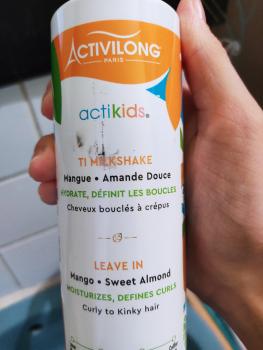 ACTIVILONG
PARIS
actikids®
TI MILKSHAKE
Mangue • Amande Douce
HYDRATE, DÉFINIT LES BOUCLES
Cheveux bouclés à crépus
LEAVE IN
Mango • Sweet Almond
MOISTURIZES, DEFINES CURLS
Curly to Kinky hair